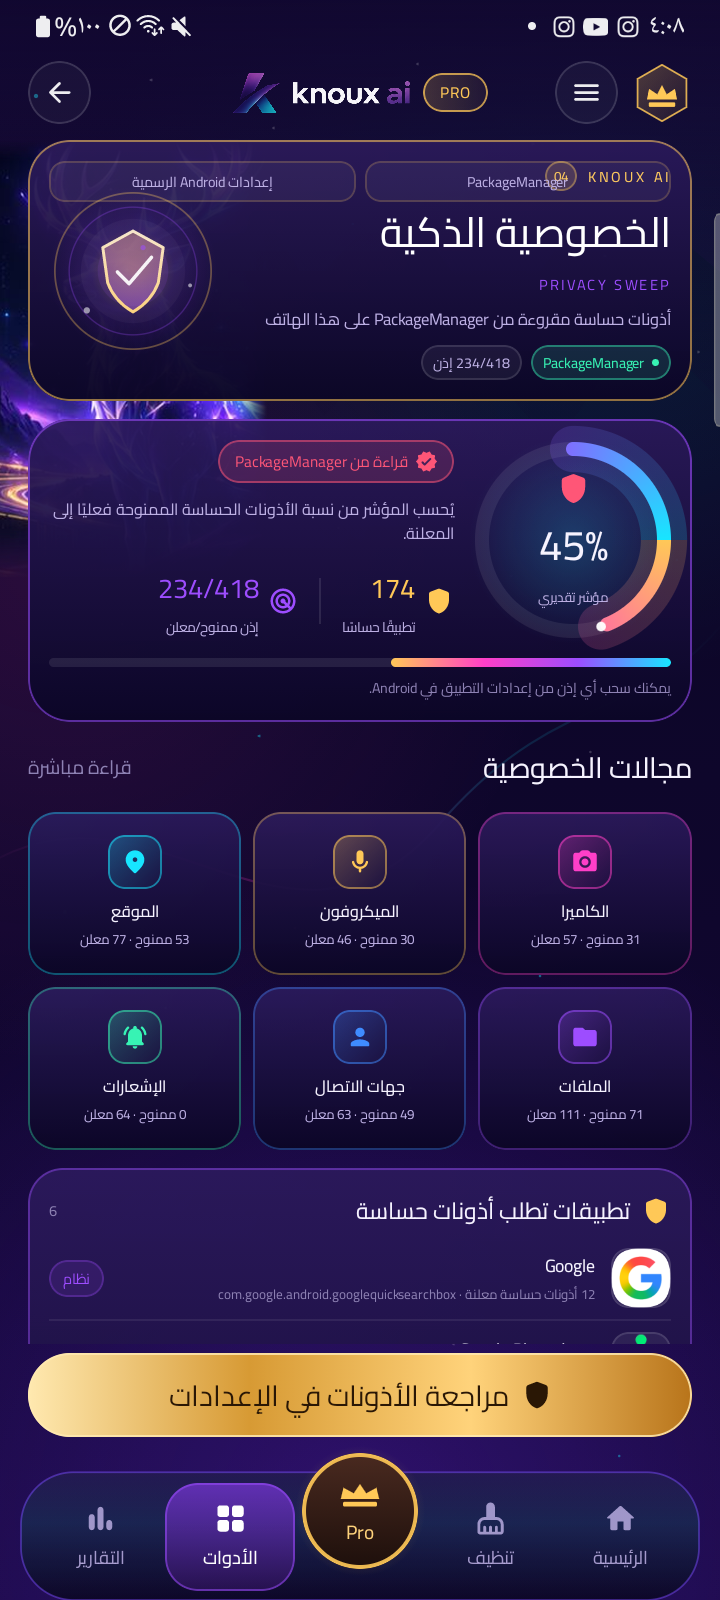 ٤:٠٨
%١٠٠
knoux ai
PRO
KNOUX AI
04
PackageManager
إعدادات Android الرسمية
الخصوصية الذكية
PRIVACY SWEEP
أذونات حساسة مقروءة من PackageManager على هذا الهاتف
PackageManager
234/418 إذن
قراءة من PackageManager
يُحسب المؤشر من نسبة الأذونات الحساسة الممنوحة فعليًا إلى
المعلنة.
45%
مؤشر تقديري
174
تطبيقًا حساسًا
234/418
إذن ممنوح/معلن
يمكنك سحب أي إذن من إعدادات التطبيق في Android.
مجالات الخصوصية
قراءة مباشرة
الكاميرا
31 ممنوح · 57 معلن
الميكروفون
30 ممنوح · 46 معلن
الموقع
53 ممنوح · 77 معلن
الملفات
71 ممنوح · 111 معلن
جهات الاتصال
49 ممنوح · 63 معلن
الإشعارات
0 ممنوح · 64 معلن
تطبيقات تطلب أذونات حساسة
6
Google
12 أذونات حساسة معلنة · com.google.android.googlequicksearchbox
نظام
مراجعة الأذونات في الإعدادات
الرئيسية
تنظيف
Pro
الأدوات
التقارير